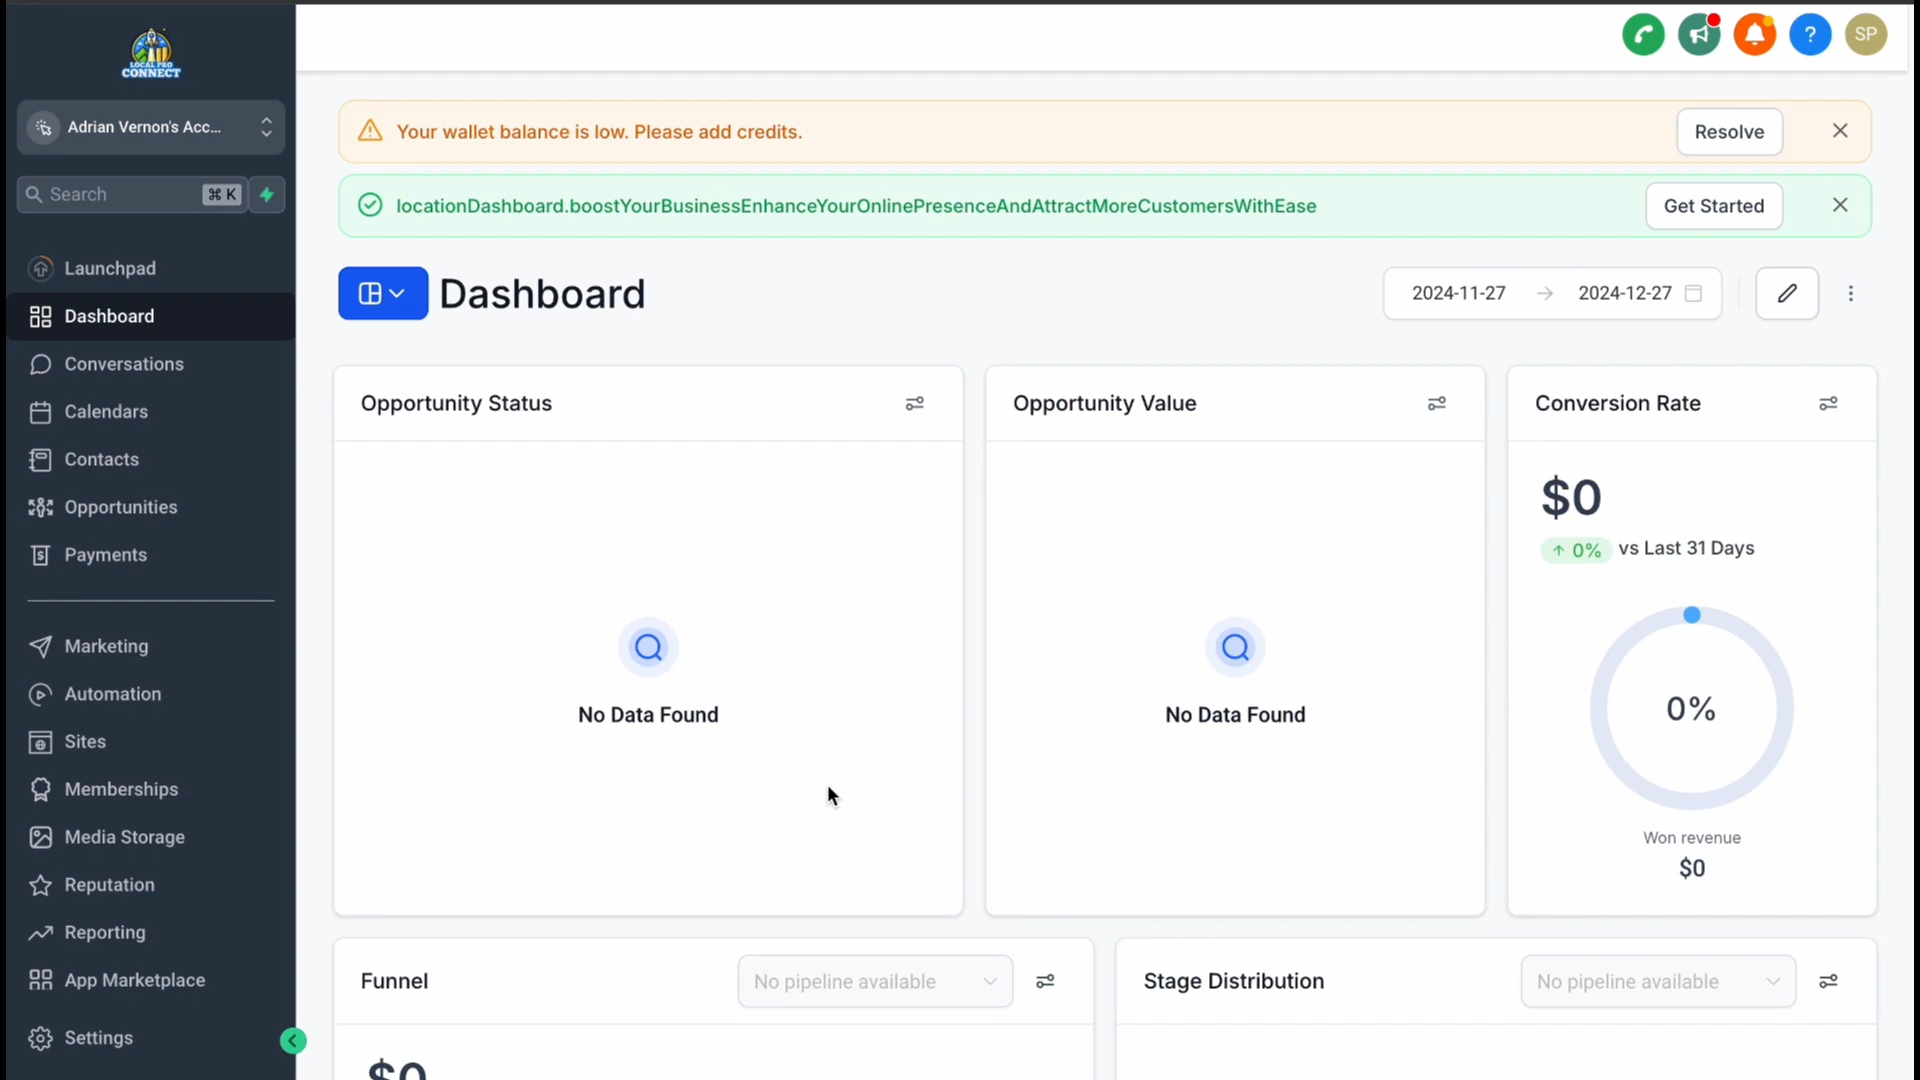 LOCAL PRO
CONNECT
Adrian Vernon's Acc...
Search
⌘ K
Launchpad
Dashboard
Conversations
Calendars
Contacts
Opportunities
Payments
Marketing
Automation
Sites
Memberships
Media Storage
Reputation
Reporting
App Marketplace
Settings
?
SP
Your wallet balance is low. Please add credits.
Resolve
locationDashboard.boostYourBusinessEnhanceYourOnlinePresenceAndAttractMoreCustomersWithEase
Get Started
Dashboard
2024-11-27 → 2024-12-27
Opportunity Status
No Data Found
Opportunity Value
No Data Found
Conversion Rate
$0
↑ 0% vs Last 31 Days
0%
Won revenue
$0
Funnel
No pipeline available
$0
Stage Distribution
No pipeline available